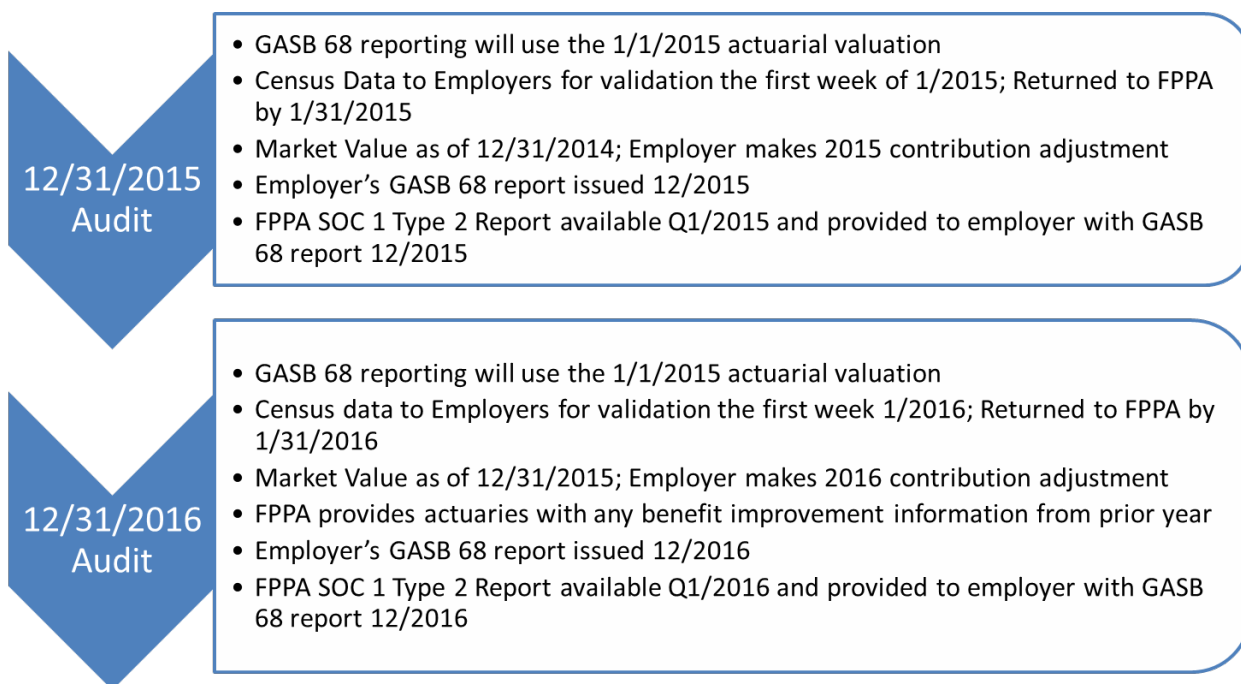 12/31/2015
Audit
• GASB 68 reporting will use the 1/1/2015 actuarial valuation
• Census Data to Employers for validation the first week of 1/2015; Returned to FPPA
by 1/31/2015
• Market Value as of 12/31/2014; Employer makes 2015 contribution adjustment
• Employer’s GASB 68 report issued 12/2015
• FPPA SOC 1 Type 2 Report available Q1/2015 and provided to employer with GASB
68 report 12/2015
12/31/2016
Audit
• GASB 68 reporting will use the 1/1/2015 actuarial valuation
• Census data to Employers for validation the first week 1/2016; Returned to FPPA by
1/31/2016
• Market Value as of 12/31/2015; Employer makes 2016 contribution adjustment
• FPPA provides actuaries with any benefit improvement information from prior year
• Employer’s GASB 68 report issued 12/2016
• FPPA SOC 1 Type 2 Report available Q1/2016 and provided to employer with GASB
68 report 12/2016